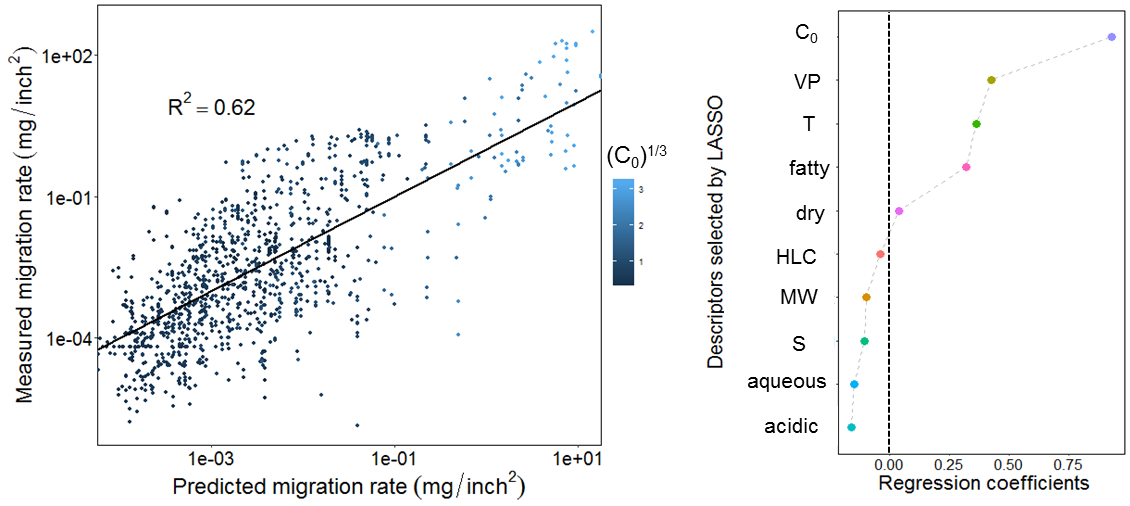 Measured migration rate (mg/inch²)
1e+02
1e-01
1e-04
R² = 0.62
1e-03
1e-01
1e+01
Predicted migration rate (mg/inch²)
(C₀)¹ᐟ³
3
2
1
Descriptors selected by LASSO
C₀
VP
T
fatty
dry
HLC
MW
S
aqueous
acidic
0.00
0.25
0.50
0.75
Regression coefficients